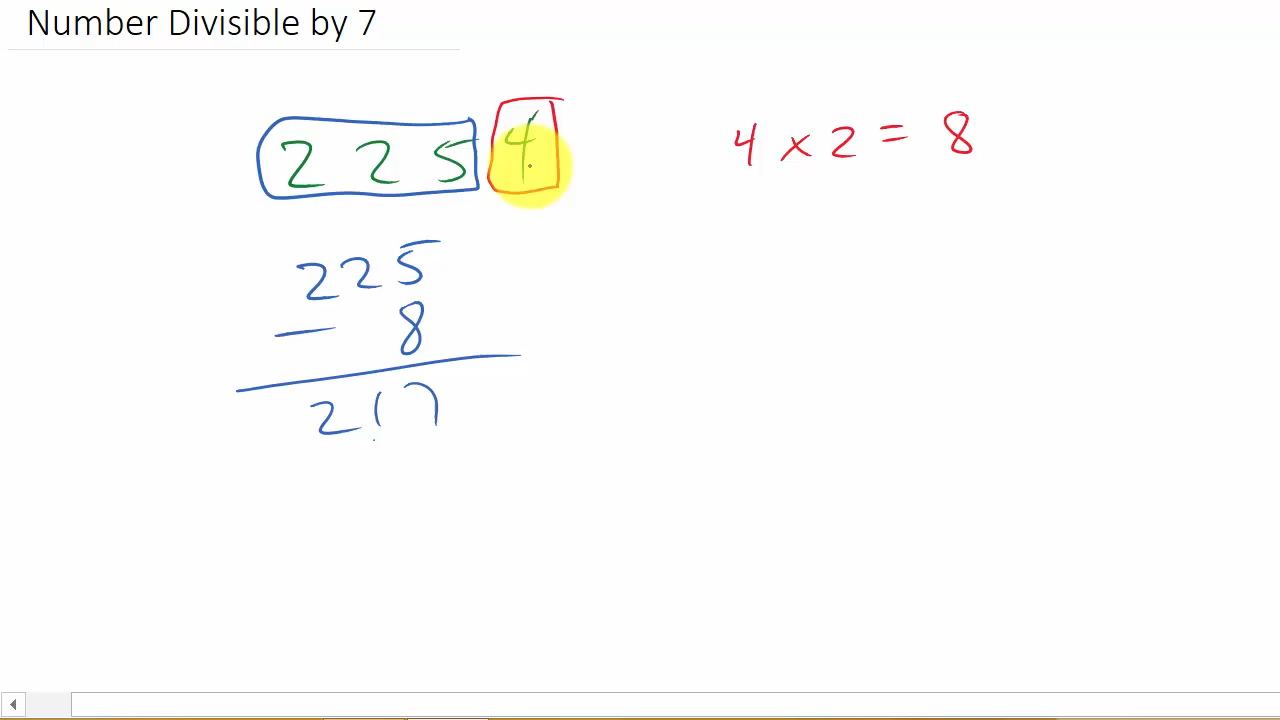 Number Divisible by 7
2 2 5 4
4 x 2 = 8
225
- 8
217